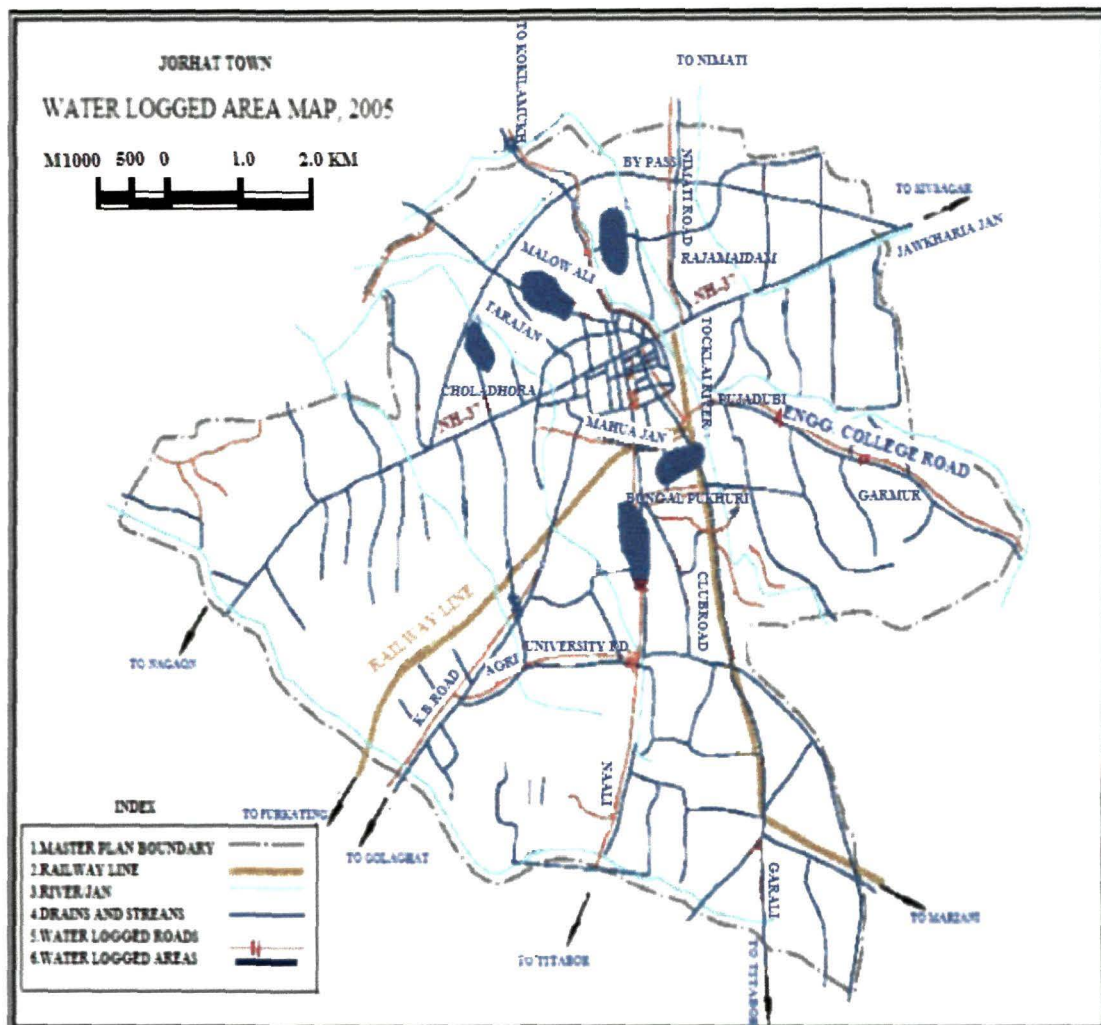 JORHAT TOWN
WATER LOGGED AREA MAP, 2005
M1000 500 0 1.0 2.0 KM
TO KOKILAMUKH
TO NIMATI
BY PASS
NIMATI ROAD
TO SIVSAGAR
JAWKHARIA JAN
MALOW ALI
RAJAMAIDAM
NH-37
TARAJAN
TOCKLAI RIVER
CHOLADHORA
NH-37
PUJADUBI
MAHUA JAN
ENGG. COLLEGE ROAD
BONGAL PUKHURI
GARMUR
CLUBROAD
RAILWAY LINE
TO NAGAON
UNIVERSITY RD
AGRI
K.B ROAD
NAALI
INDEX
TO FURKATING
TO GOLAGHAT
1.MASTER PLAN BOUNDARY
2.RAILWAY LINE
3.RIVER JAN
4.DRAINS AND STREANS
5.WATER LOGGED ROADS
6.WATER LOGGED AREAS
GARALI
TO MARIANI
TO TITABOR
TO TITABOR